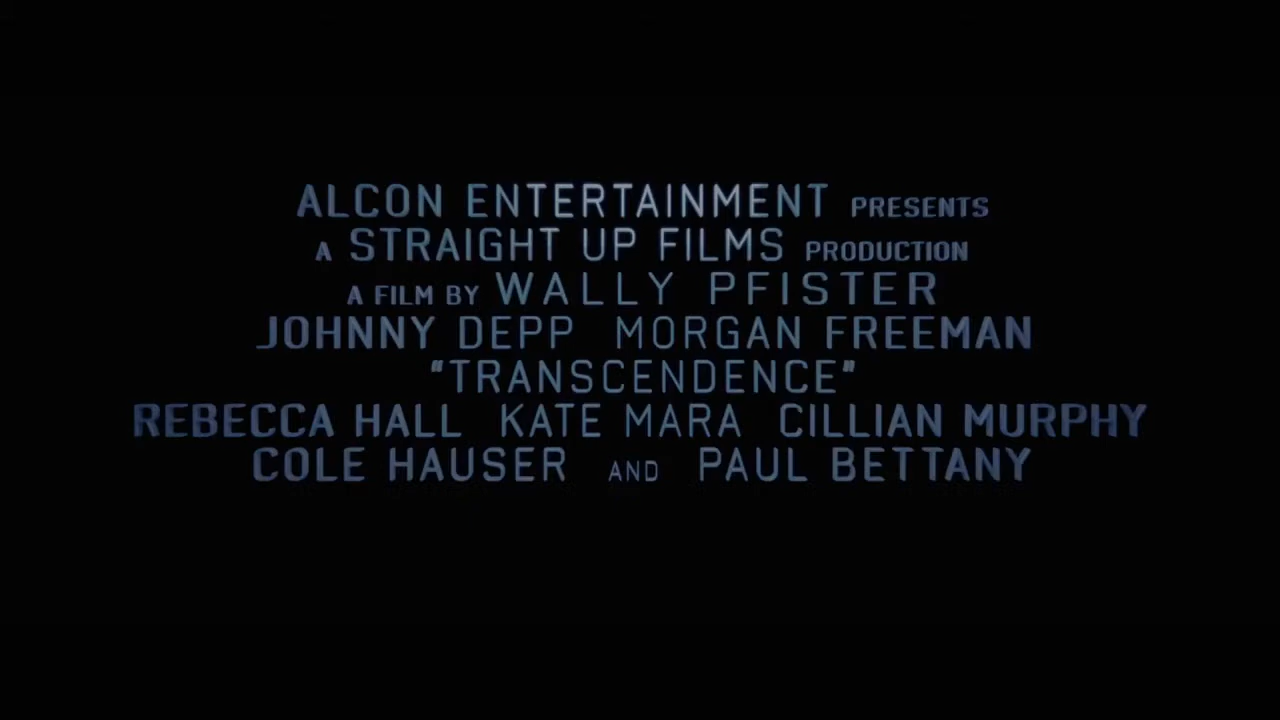 ALCON ENTERTAINMENT PRESENTS
A STRAIGHT UP FILMS PRODUCTION
A FILM BY WALLY PFISTER
JOHNNY DEPP MORGAN FREEMAN
"TRANSCENDENCE"
REBECCA HALL KATE MARA CILLIAN MURPHY
COLE HAUSER AND PAUL BETTANY